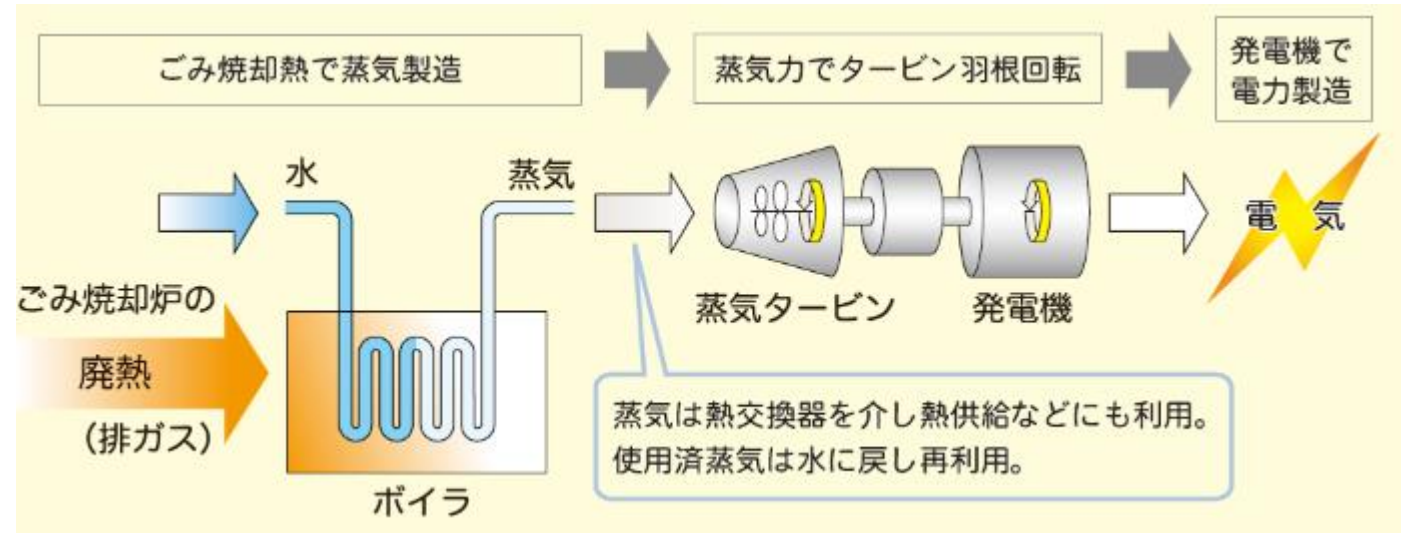 ごみ焼却熱で蒸気製造
蒸気力でタービン羽根回転
発電機で
電力製造
水
蒸気
電気
ごみ焼却炉の
廃熱
（排ガス）
蒸気タービン
発電機
蒸気は熱交換器を介し熱供給などにも利用。
使用済蒸気は水に戻し再利用。
ボイラ